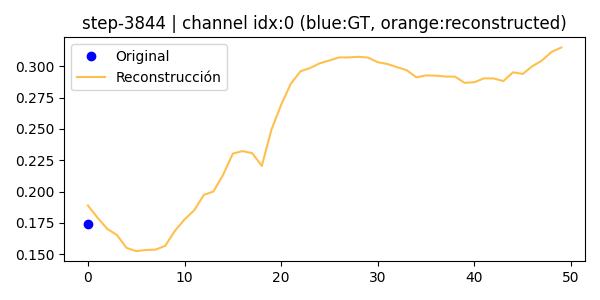 step-3844 | channel idx:0 (blue:GT, orange:reconstructed)
Original
Reconstrucción
0.300
0.275
0.250
0.225
0.200
0.175
0.150
0 10 20 30 40 50